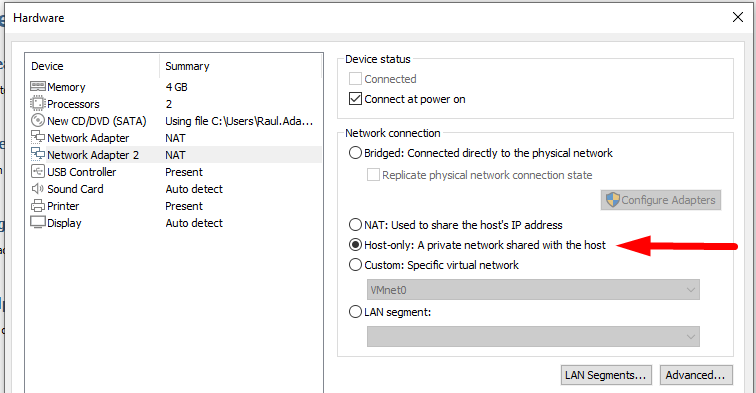 Hardware
Device Summary
Memory 4 GB
Processors 2
New CD/DVD (SATA) Using file C:\Users\Raul.Ada...
Network Adapter NAT
Network Adapter 2 NAT
USB Controller Present
Sound Card Auto detect
Printer Present
Display Auto detect
Device status
Connected
Connect at power on
Network connection
Bridged: Connected directly to the physical network
Replicate physical network connection state
Configure Adapters
NAT: Used to share the host's IP address
Host-only: A private network shared with the host
Custom: Specific virtual network
VMnet0
LAN segment:
LAN Segments... Advanced...